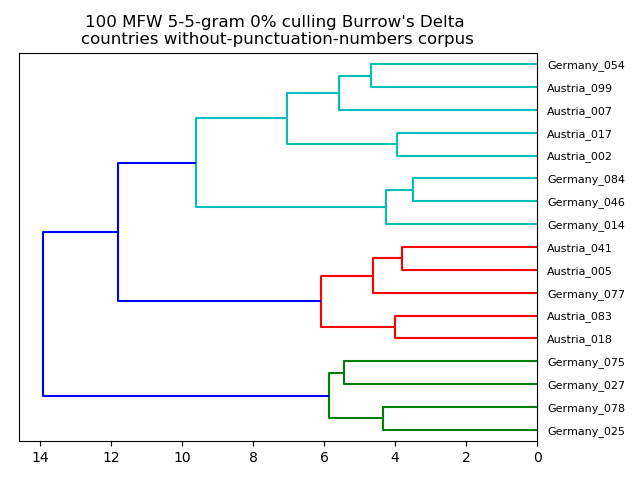 100 MFW 5-5-gram 0% culling Burrow's Delta
countries without-punctuation-numbers corpus
Germany_054
Austria_099
Austria_007
Austria_017
Austria_002
Germany_084
Germany_046
Germany_014
Austria_041
Austria_005
Germany_077
Austria_083
Austria_018
Germany_075
Germany_027
Germany_078
Germany_025
14 12 10 8 6 4 2 0